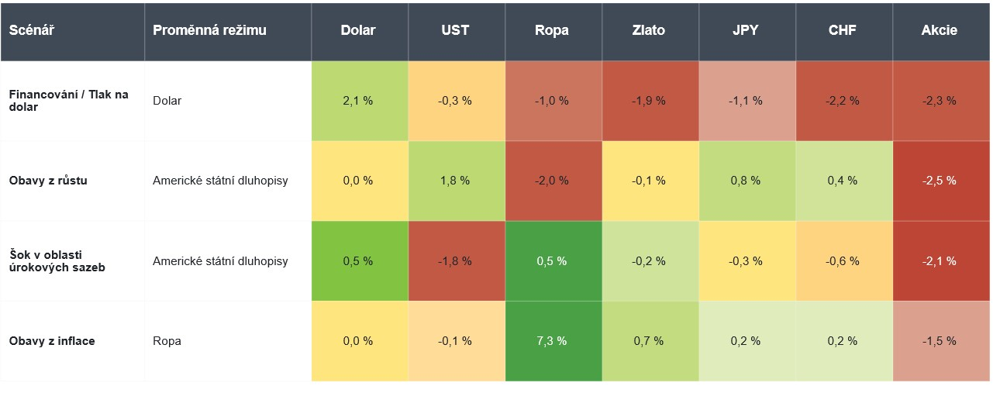 Scénář Proměnná režimu Dolar UST Ropa Zlato JPY CHF Akcie
Financování / Tlak na
dolar Dolar 2,1 % -0,3 % -1,0 % -1,9 % -1,1 % -2,2 % -2,3 %
Obavy z růstu Americké státní dluhopisy 0,0 % 1,8 % -2,0 % -0,1 % 0,8 % 0,4 % -2,5 %
Šok v oblasti
úrokových sazeb Americké státní dluhopisy 0,5 % -1,8 % 0,5 % -0,2 % -0,3 % -0,6 % -2,1 %
Obavy z inflace Ropa 0,0 % -0,1 % 7,3 % 0,7 % 0,2 % 0,2 % -1,5 %